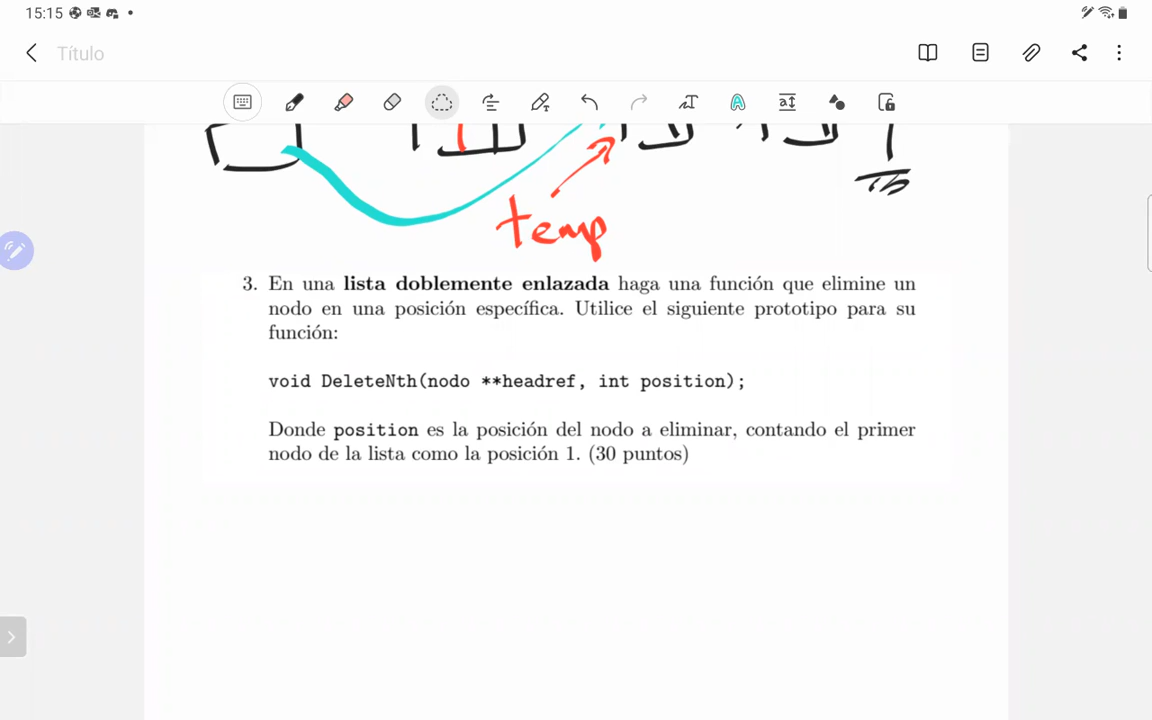 15:15
Título
temp
3. En una lista doblemente enlazada haga una función que elimine un
nodo en una posición específica. Utilice el siguiente prototipo para su
función:
void DeleteNth(nodo **headref, int position);
Donde position es la posición del nodo a eliminar, contando el primer
nodo de la lista como la posición 1. (30 puntos)